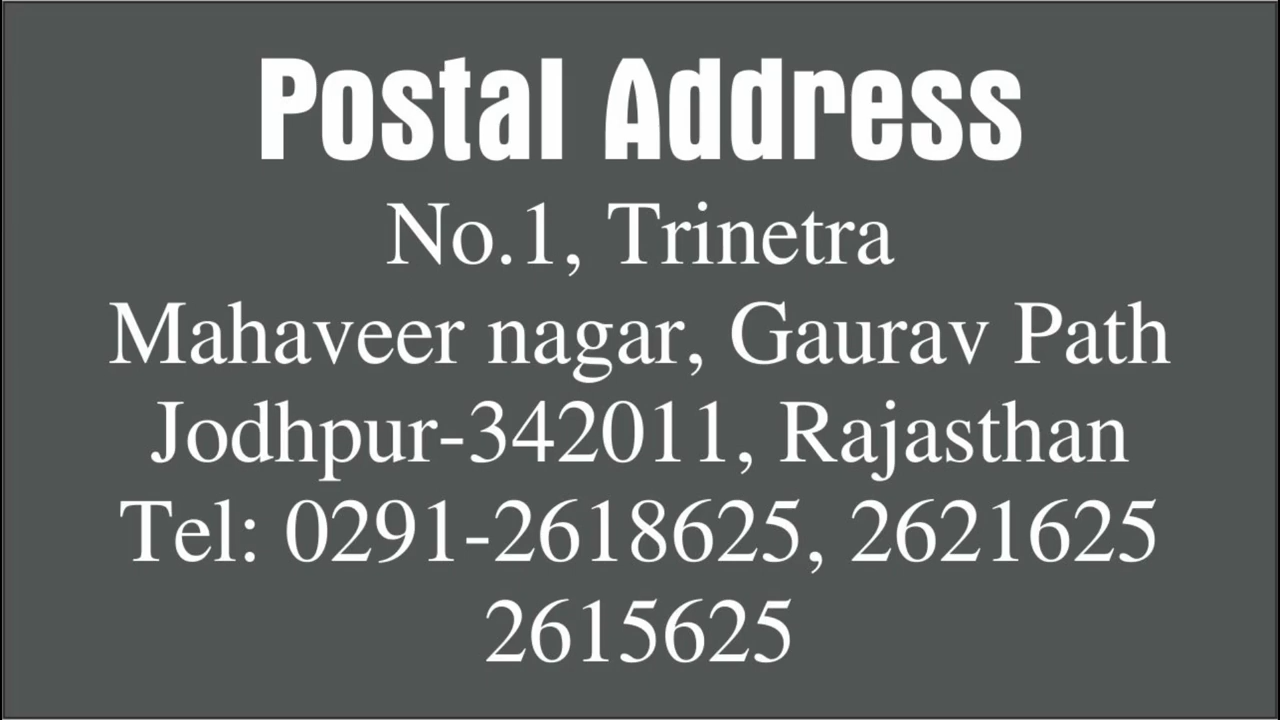 Postal Address
No.1, Trinetra
Mahaveer nagar, Gaurav Path
Jodhpur-342011, Rajasthan
Tel: 0291-2618625, 2621625
2615625